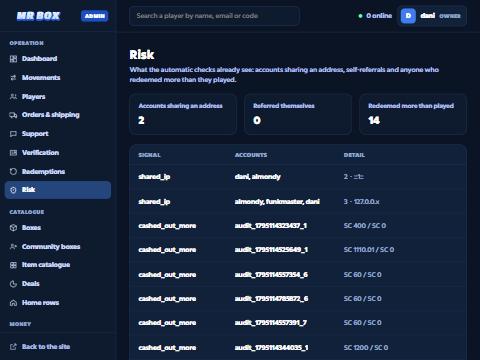 MR BOX
ADMIN
Search a player by name, email or code
0 online
D
dani
OWNER
OPERATION
Dashboard
Movements
Players
Orders & shipping
Support
Verification
Redemptions
Risk
CATALOGUE
Boxes
Community boxes
Item catalogue
Deals
Home rows
MONEY
Back to the site
Risk
What the automatic checks already see: accounts sharing an address, self-referrals and anyone who
redeemed more than they played.
Accounts sharing an address
2
Referred themselves
0
Redeemed more than played
14
SIGNAL ACCOUNTS DETAIL
shared_ip dani, almondy 2 · ::1::
shared_ip almondy, funkmaster, dani 3 · 127.0.0.x
cashed_out_more audit_1795114323437_1 SC 400 / SC 0
cashed_out_more audit_1795114525649_1 SC 1110.01 / SC 0
cashed_out_more audit_1795114557354_6 SC 60 / SC 0
cashed_out_more audit_1795114785872_6 SC 60 / SC 0
cashed_out_more audit_1795114557391_7 SC 60 / SC 0
cashed_out_more audit_1795114344035_1 SC 1200 / SC 0